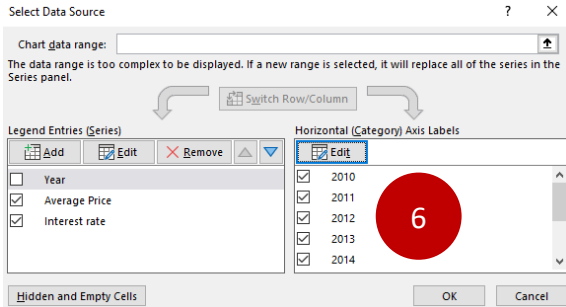 Select Data Source ? ×
Chart data range:
The data range is too complex to be displayed. If a new range is selected, it will replace all of the series in the
Series panel.
Switch Row/Column
Legend Entries (Series)
Add Edit Remove
Year
Average Price
Interest rate
Horizontal (Category) Axis Labels
Edit
2010
2011
2012
2013
2014
6
Hidden and Empty Cells
OK Cancel